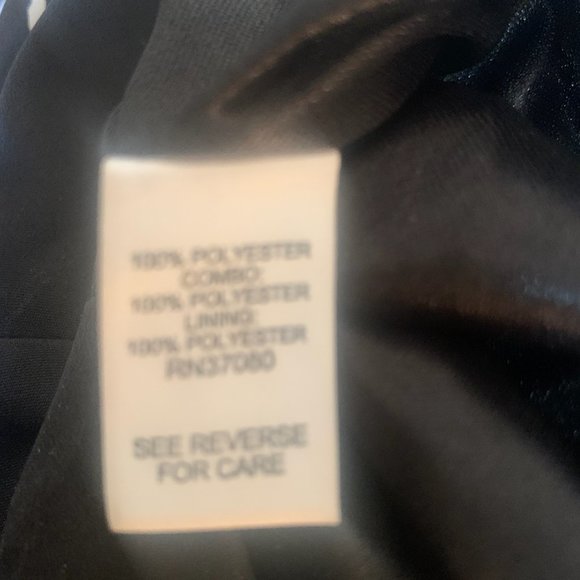 100% POLYESTER
COMBO:
100% POLYESTER
LINING:
100% POLYESTER
RN37080
SEE REVERSE
FOR CARE